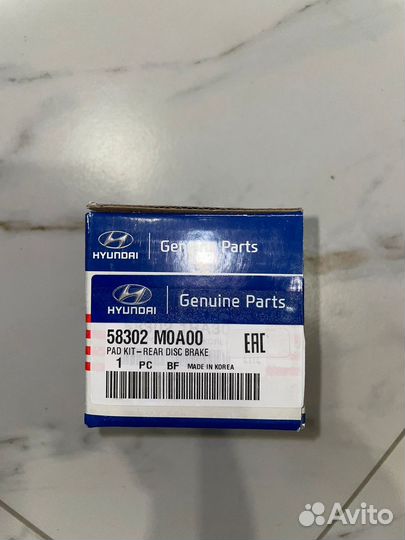 HYUNDAI
Genuine Parts
HYUNDAI
Genuine Parts
58302 M0A00
PAD KIT-REAR DISC BRAKE
EAC
1 PC BF MADE IN KOREA
Avito